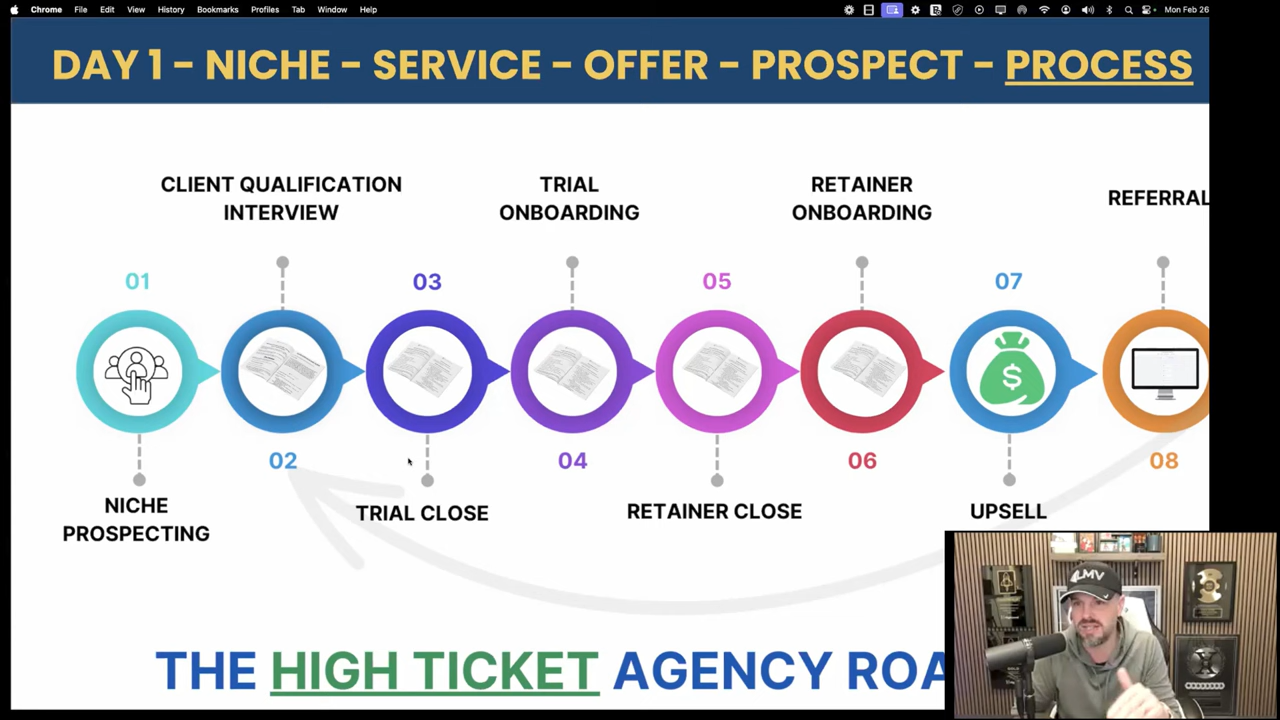 Chrome File Edit View History Bookmarks Profiles Tab Window Help Mon Feb 26
DAY 1 - NICHE - SERVICE - OFFER - PROSPECT - PROCESS
CLIENT QUALIFICATION
INTERVIEW
TRIAL
ONBOARDING
RETAINER
ONBOARDING
REFERRAL
01
03
05
07
$
02
04
06
08
NICHE
PROSPECTING
TRIAL CLOSE
RETAINER CLOSE
UPSELL
LMV
THE HIGH TICKET AGENCY ROA